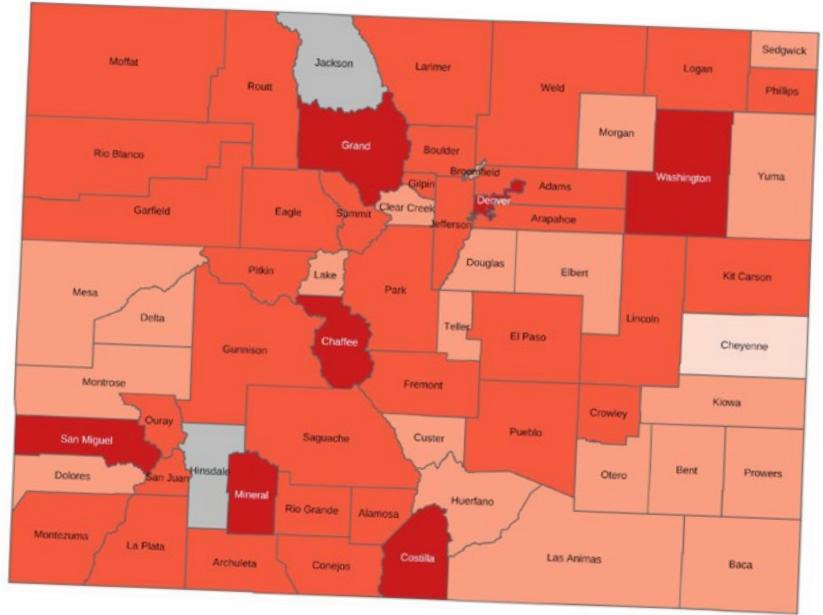 Sedgwick
Moffat
Jackson
Larimer
Logan
Routt
Weld
Phillips
Morgan
Grand
Boulder
Rio Blanco
Broomfield
Washington
Yuma
Gilpin
Adams
Denver
Clear Creek
Garfield
Eagle
Summit
Jefferson
Arapahoe
Douglas
Pitkin
Lake
Elbert
Kit Carson
Mesa
Park
Delta
Teller
Lincoln
El Paso
Chaffee
Cheyenne
Gunnison
Montrose
Fremont
Kiowa
Ouray
Crowley
San Miguel
Saguache
Custer
Pueblo
Hinsdale
Dolores
San Juan
Otero
Bent
Prowers
Mineral
Huerfano
Rio Grande
Alamosa
Montezuma
La Plata
Costilla
Las Animas
Archuleta
Conejos
Baca